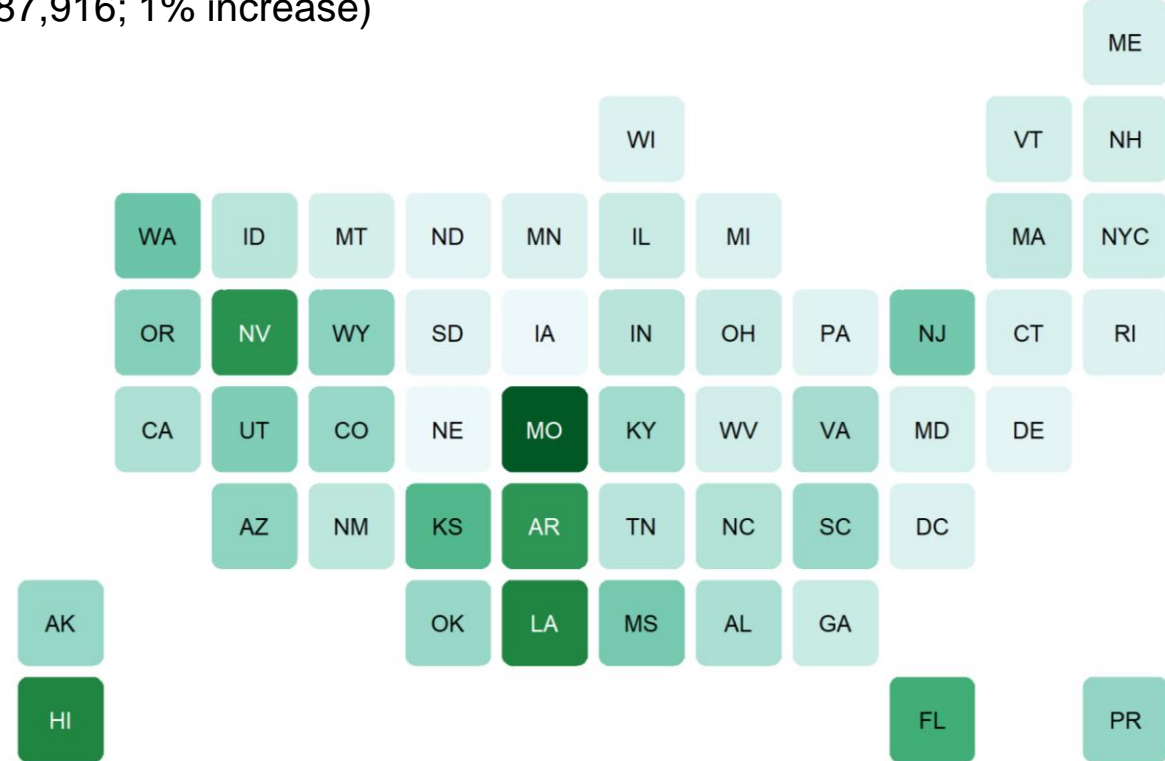 87,916; 1% increase)
ME
WI VT NH
WA ID MT ND MN IL MI MA NYC
OR NV WY SD IA IN OH PA NJ CT RI
CA UT CO NE MO KY WV VA MD DE
AZ NM KS AR TN NC SC DC
AK OK LA MS AL GA
HI FL PR